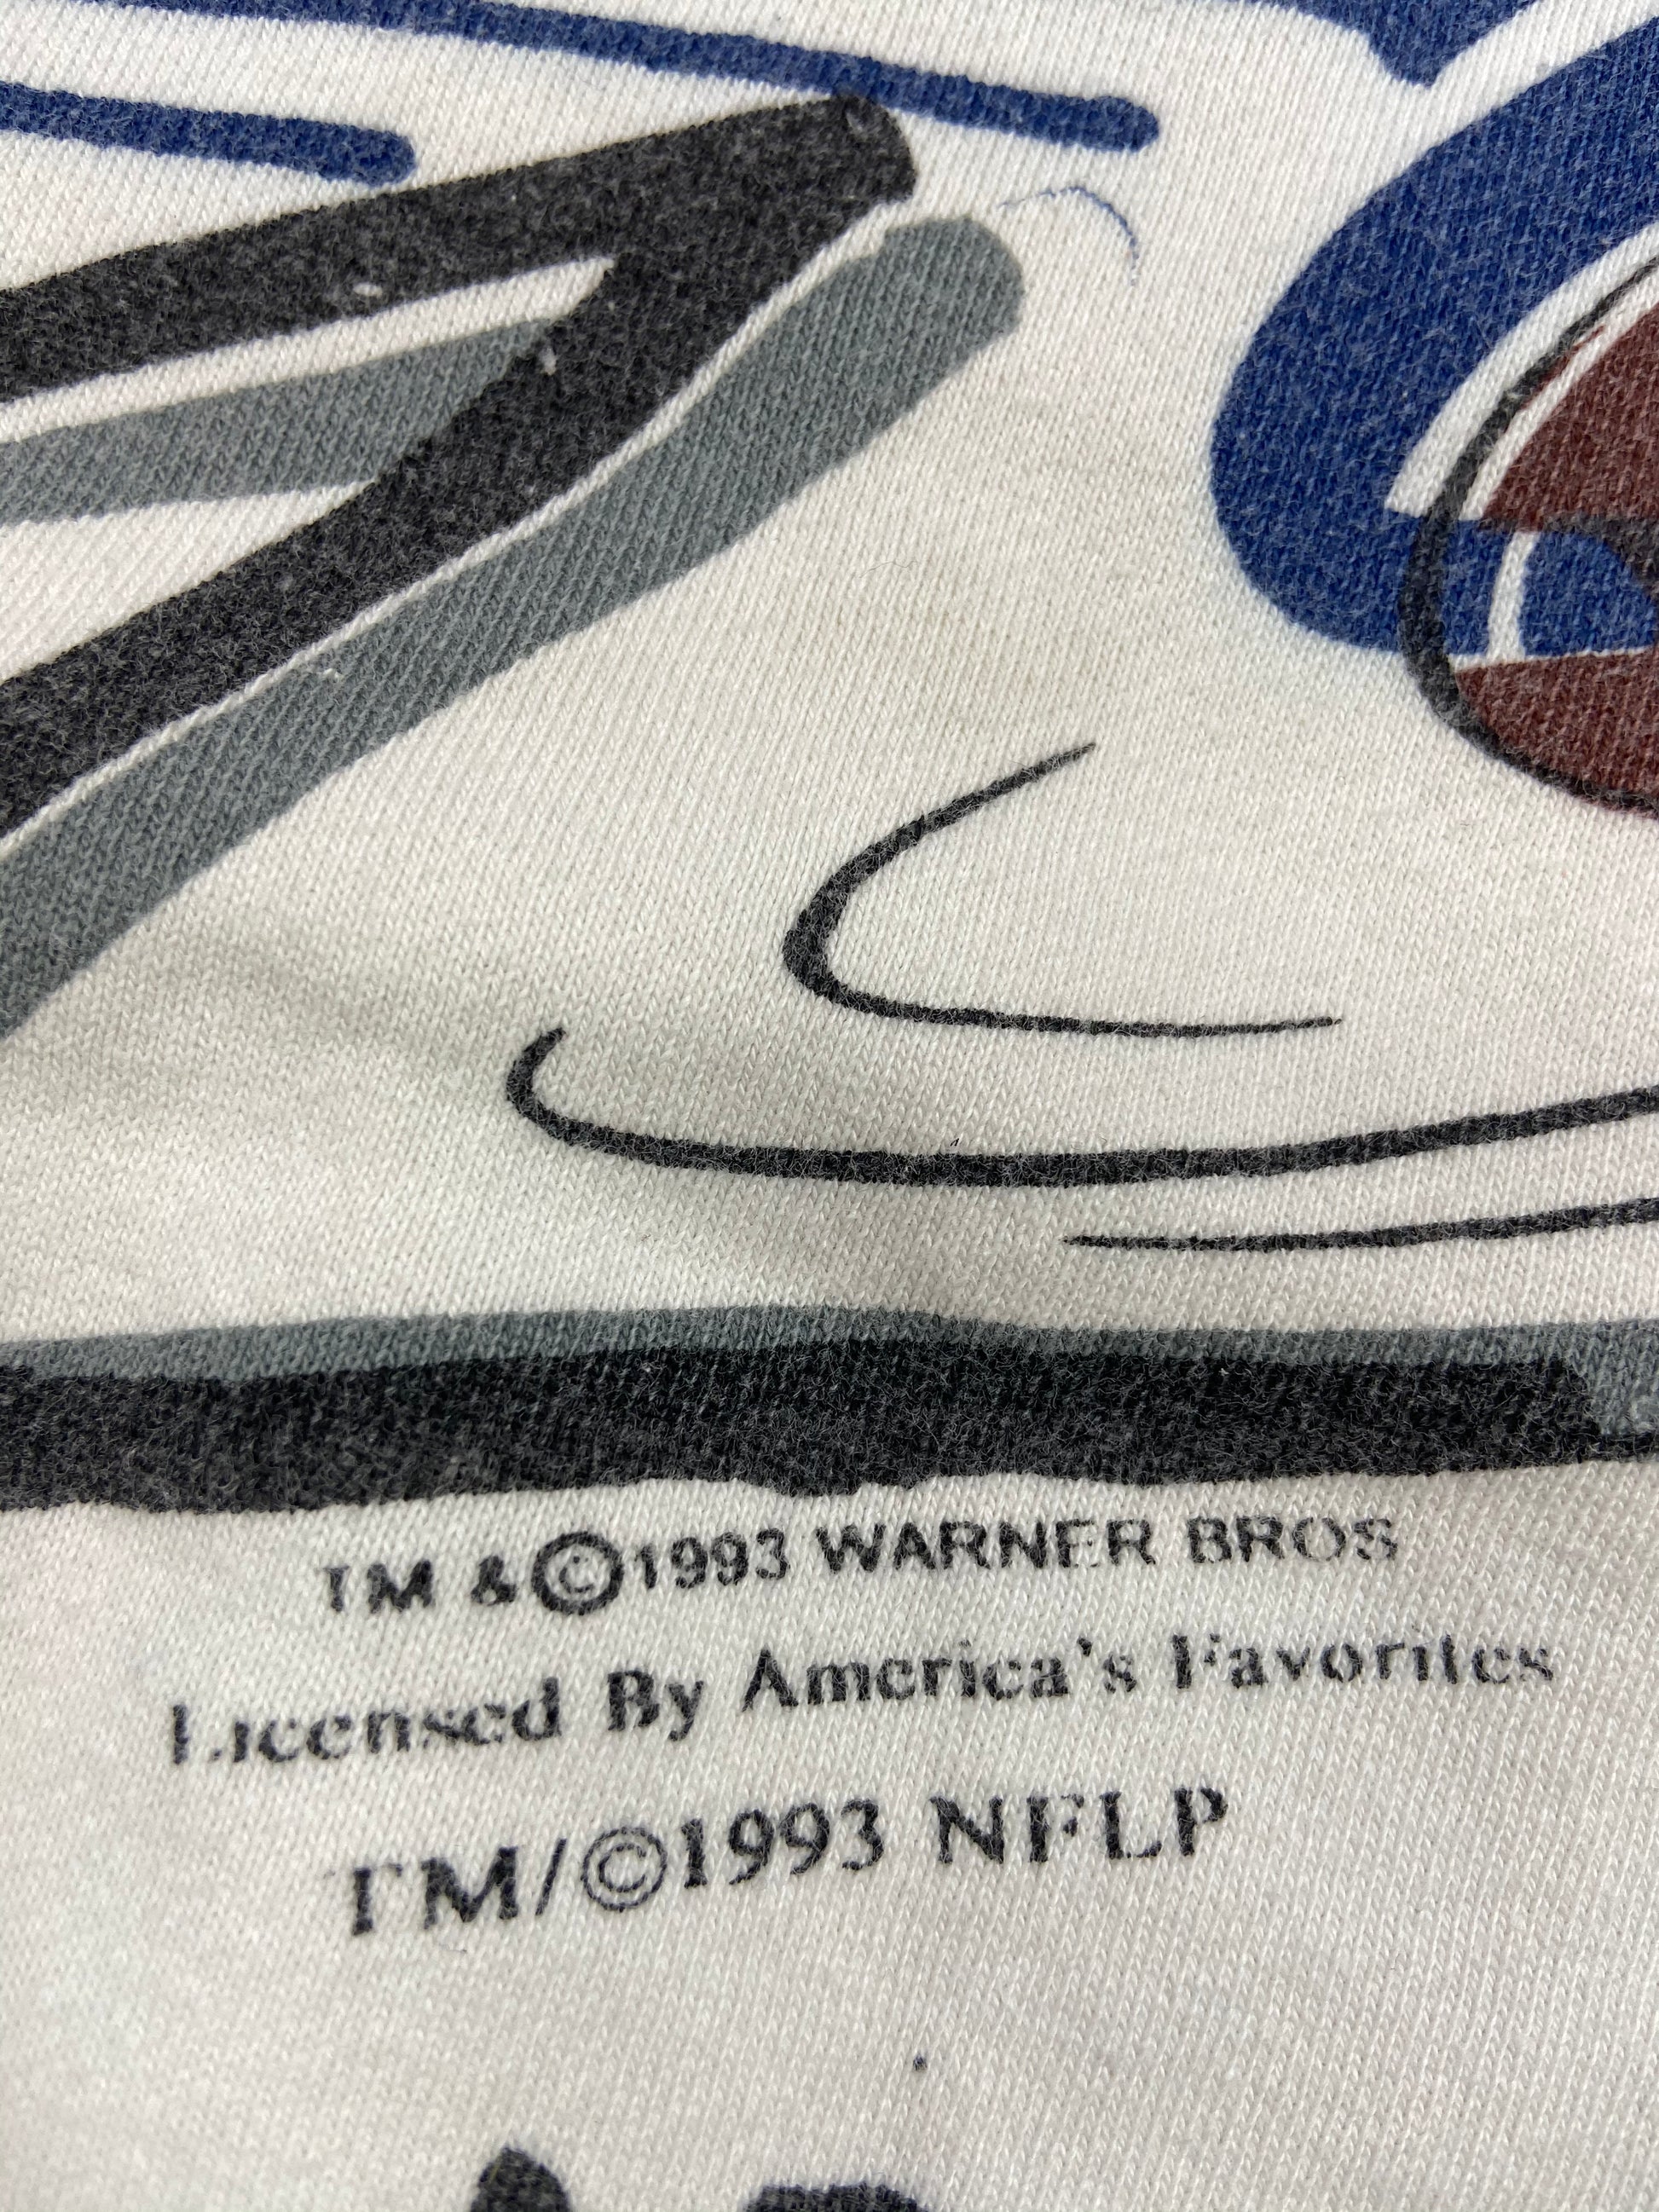 TM & ©1993 WARNER BROS
Licensed By America's Favorites
TM/©1993 NFLP